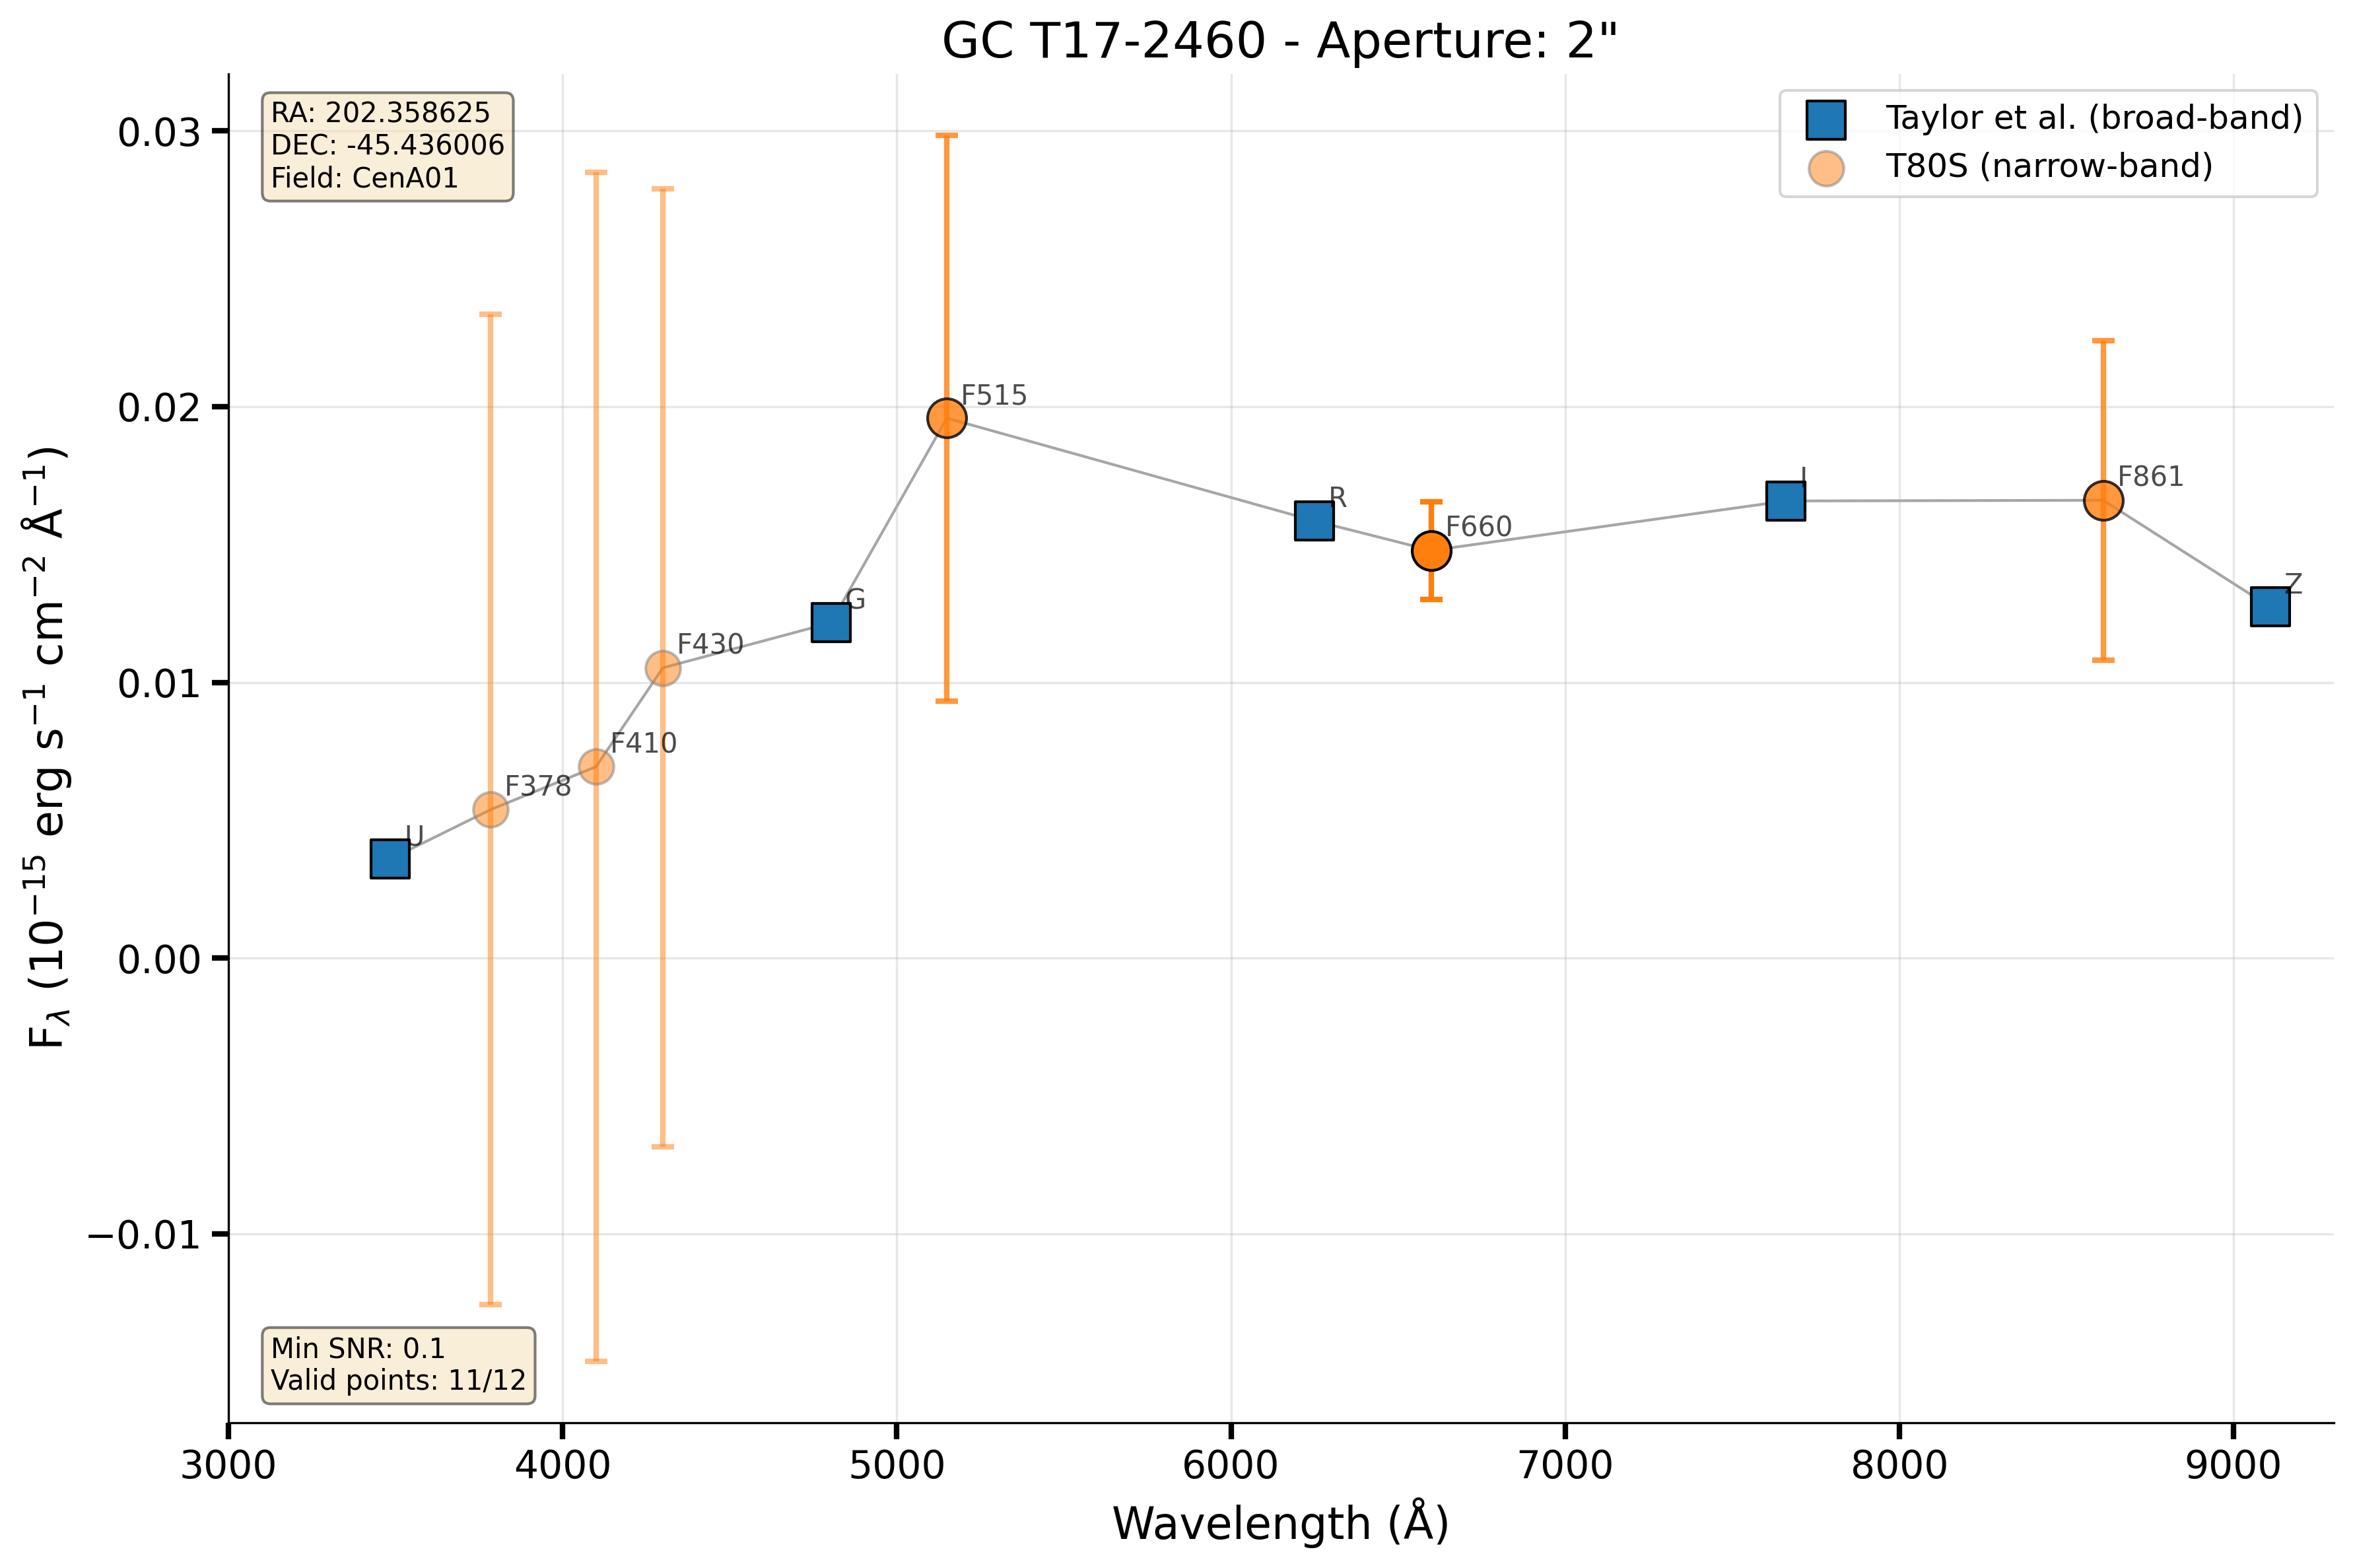 GC T17-2460 - Aperture: 2"
RA: 202.358625
DEC: -45.436006
Field: CenA01
Taylor et al. (broad-band)
T80S (narrow-band)
F$_{\lambda}$ (10$^{-15}$ erg s$^{-1}$ cm$^{-2}$ Å$^{-1}$)
0.03
0.02
0.01
0.00
−0.01
U
F378
F410
F430
G
F515
R
F660
I
F861
Z
Min SNR: 0.1
Valid points: 11/12
3000 4000 5000 6000 7000 8000 9000
Wavelength (Å)